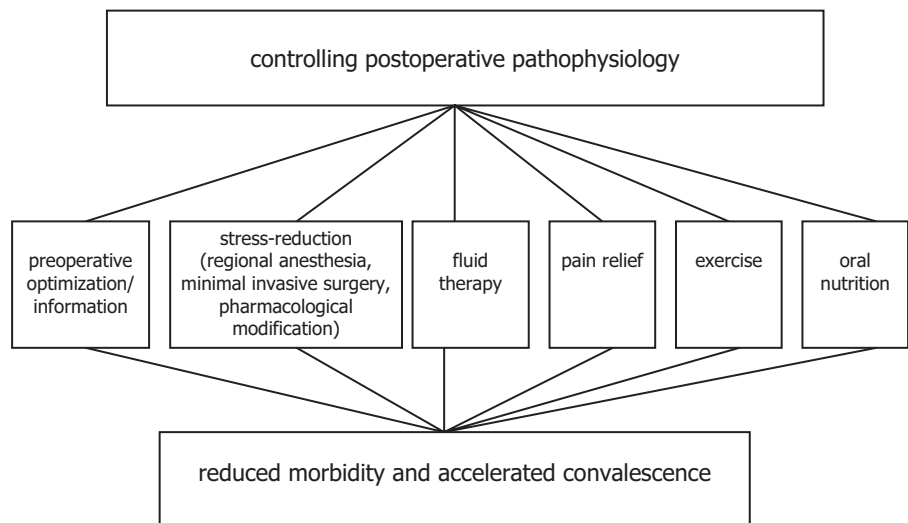 controlling postoperative pathophysiology
preoperative
optimization/
information
stress-reduction
(regional anesthesia,
minimal invasive surgery,
pharmacological
modification)
fluid
therapy
pain relief
exercise
oral
nutrition
reduced morbidity and accelerated convalescence